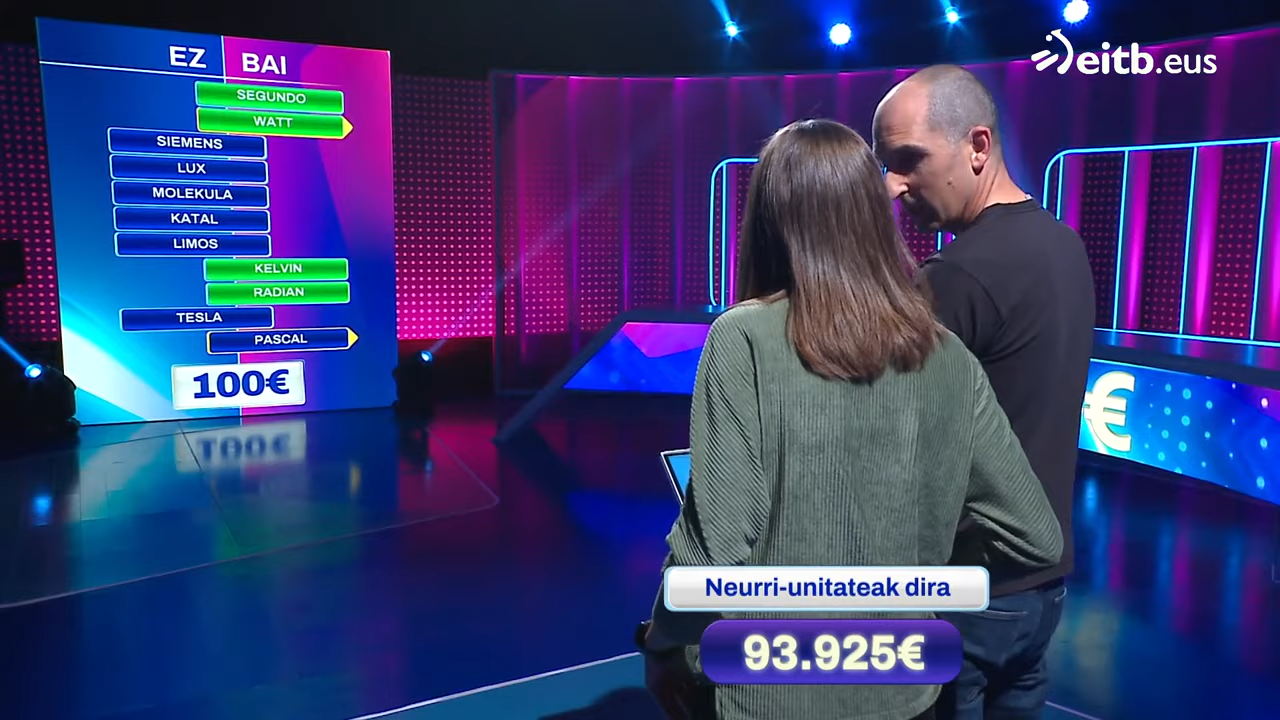 eitb.eus
EZ BAI
SEGUNDO
WATT
SIEMENS
LUX
MOLEKULA
KATAL
LIMOS
KELVIN
RADIAN
TESLA
PASCAL
100€
€
Neurri-unitateak dira
93.925€